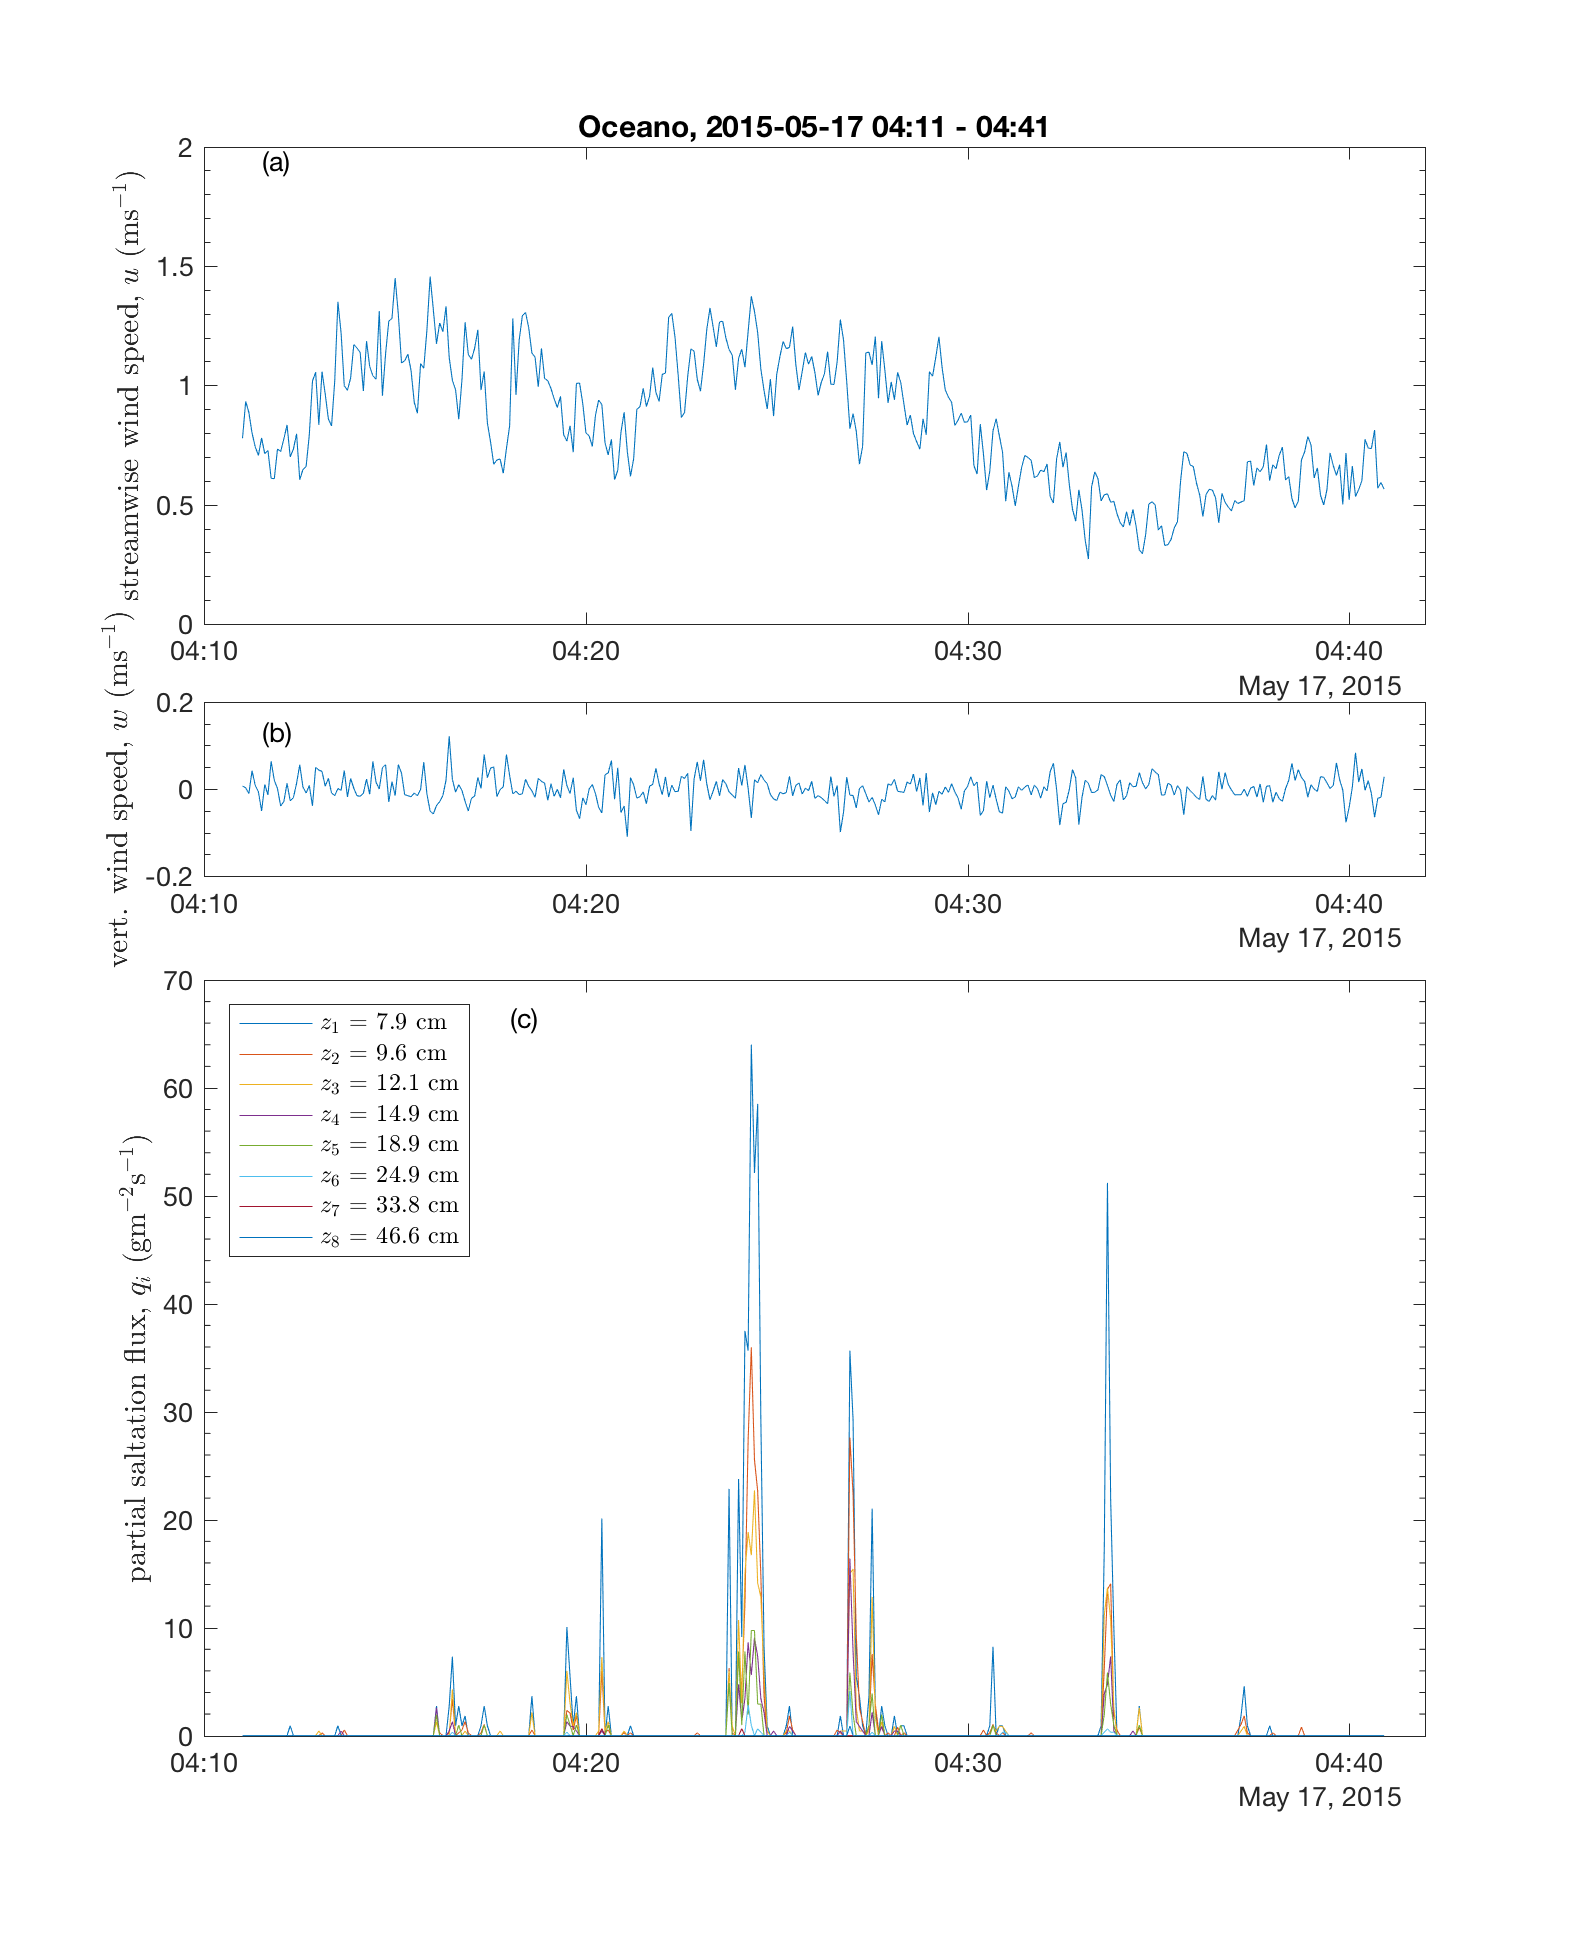 Oceano, 2015-05-17 04:11 - 04:41
(a)
streamwise wind speed, u (ms⁻¹)
2
1.5
1
0.5
0
04:10 04:20 04:30 04:40
May 17, 2015
(b)
vert. wind speed, w (ms⁻¹)
0.2
0
-0.2
04:10 04:20 04:30 04:40
May 17, 2015
(c)
partial saltation flux, qᵢ (gm⁻²s⁻¹)
70
60
50
40
30
20
10
0
z₁ = 7.9 cm
z₂ = 9.6 cm
z₃ = 12.1 cm
z₄ = 14.9 cm
z₅ = 18.9 cm
z₆ = 24.9 cm
z₇ = 33.8 cm
z₈ = 46.6 cm
04:10 04:20 04:30 04:40
May 17, 2015